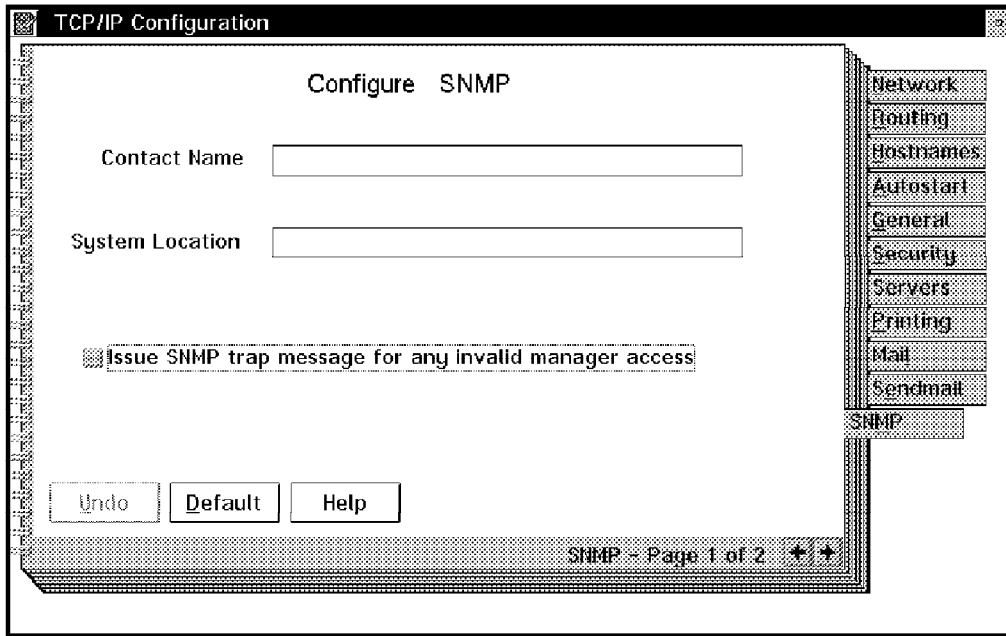 TCP/IP Configuration
Configure SNMP
Contact Name
System Location
Issue SNMP trap message for any invalid manager access
Undo
Default
Help
SNMP - Page 1 of 2
Network
Routing
Hostnames
Autostart
General
Security
Servers
Printing
Mail
Sendmail
SNMP